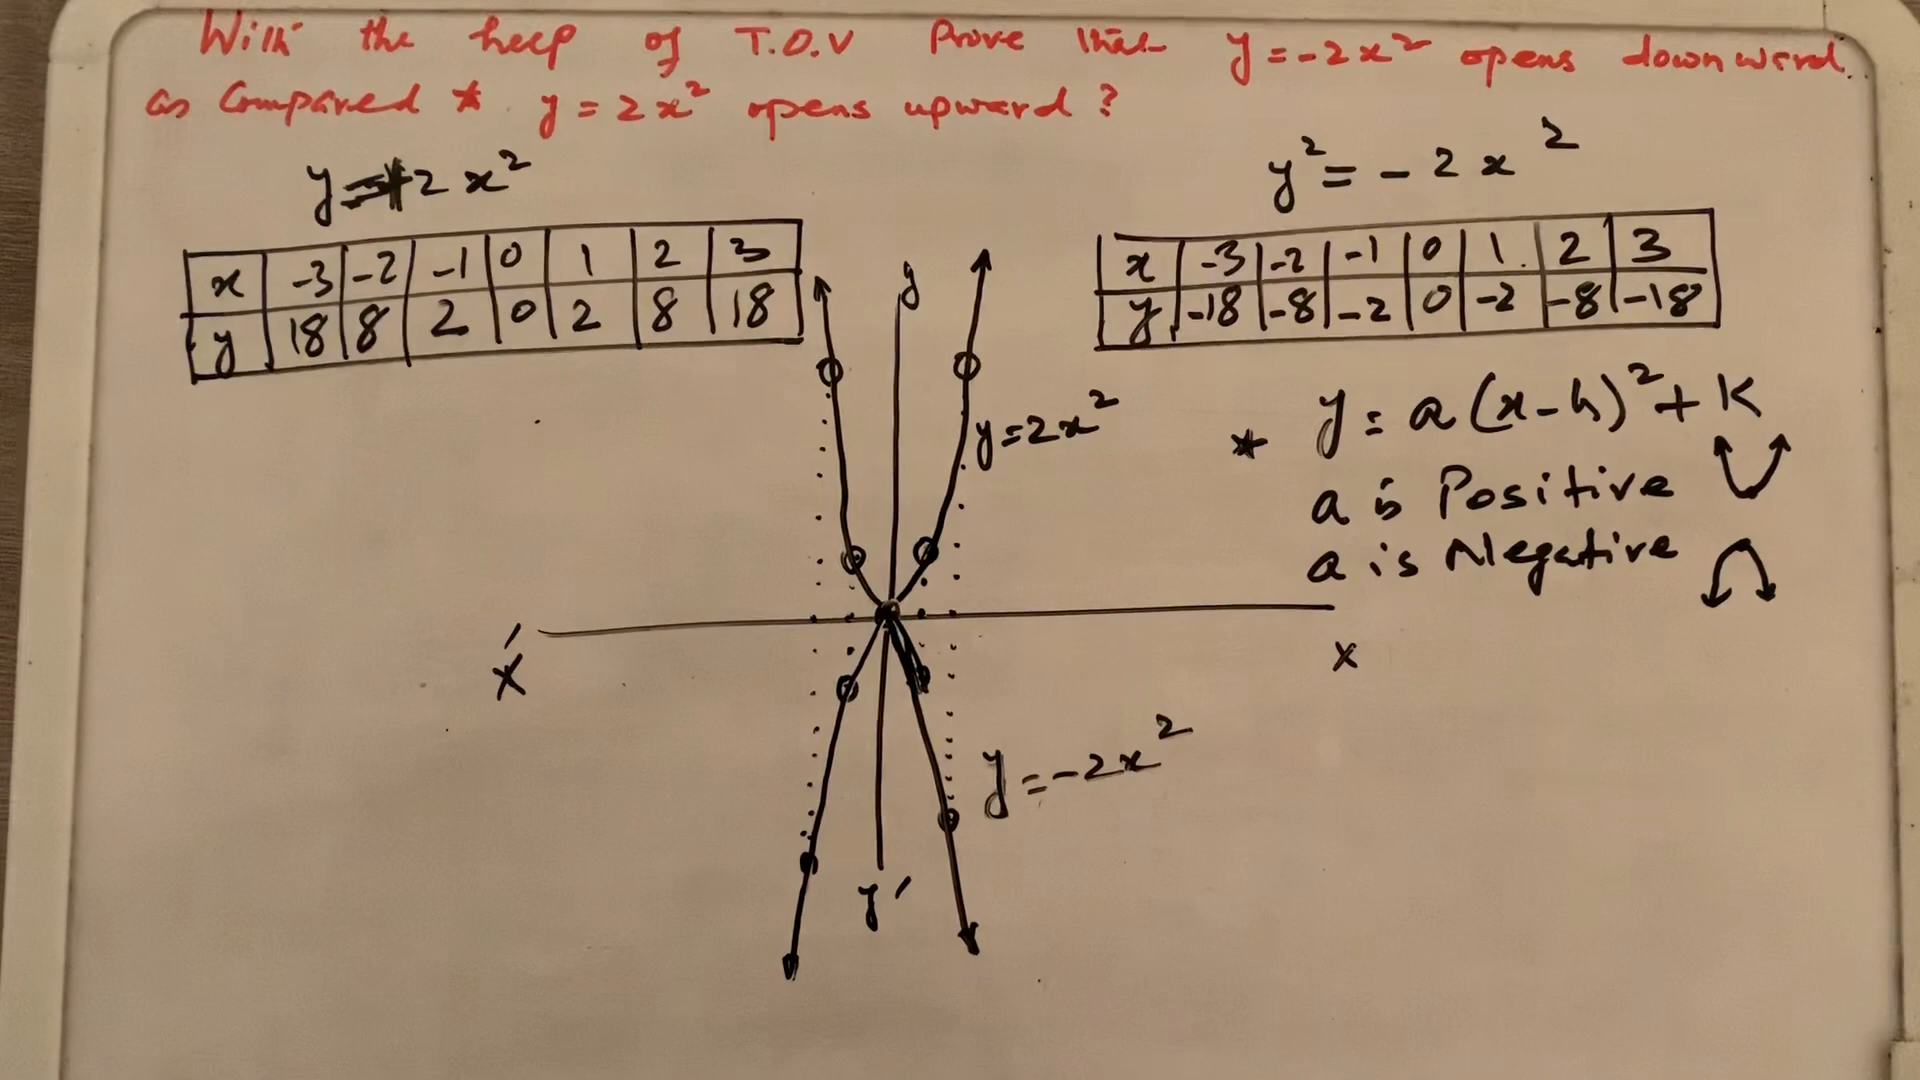 With the help of T.O.V Prove that y=-2x² opens downward.
as Compared * y = 2x² opens upward ?
y = 2x²
x -3 -2 -1 0 1 2 3
y 18 8 2 0 2 8 18
y² = -2x²
x -3 -2 -1 0 1 2 3
y -18 -8 -2 0 -2 -8 -18
y
y=2x²
* y = a(x-h)²+K
a is Positive
a is Negative
x'
x
y=-2x²
y'